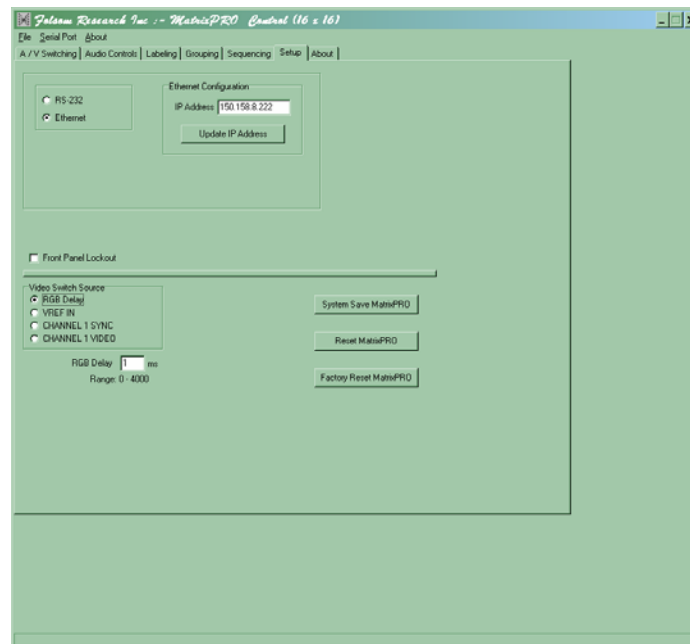 Folsom Research Inc :- MatrixPRO Control (16 x 16)
File Serial Port About
A / V Switching Audio Controls Labeling Grouping Sequencing Setup About
RS-232
Ethernet
Ethernet Configuration
IP Address 150.158.8.222
Update IP Address
Front Panel Lockout
Video Switch Source
RGB Delay
VREF IN
CHANNEL 1 SYNC
CHANNEL 1 VIDEO
RGB Delay 1 ms
Range: 0 - 4000
System Save MatrixPRO
Reset MatrixPRO
Factory Reset MatrixPRO